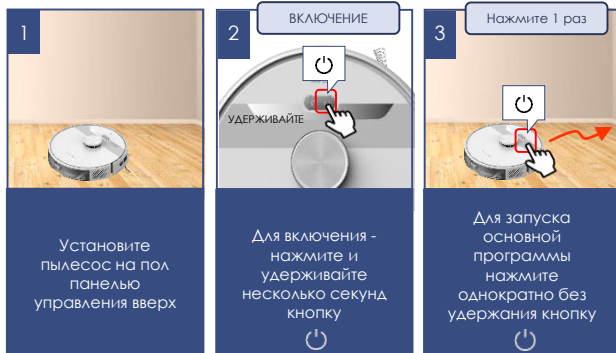 1
Установите
пылесос на пол
панелью
управления вверх
2
ВКЛЮЧЕНИЕ
УДЕРЖИВАЙТЕ
Для включения -
нажмите и
удерживайте
несколько секунд
кнопку
3
Нажмите 1 раз
Для запуска
основной
программы
нажмите
однократно без
удержания кнопку